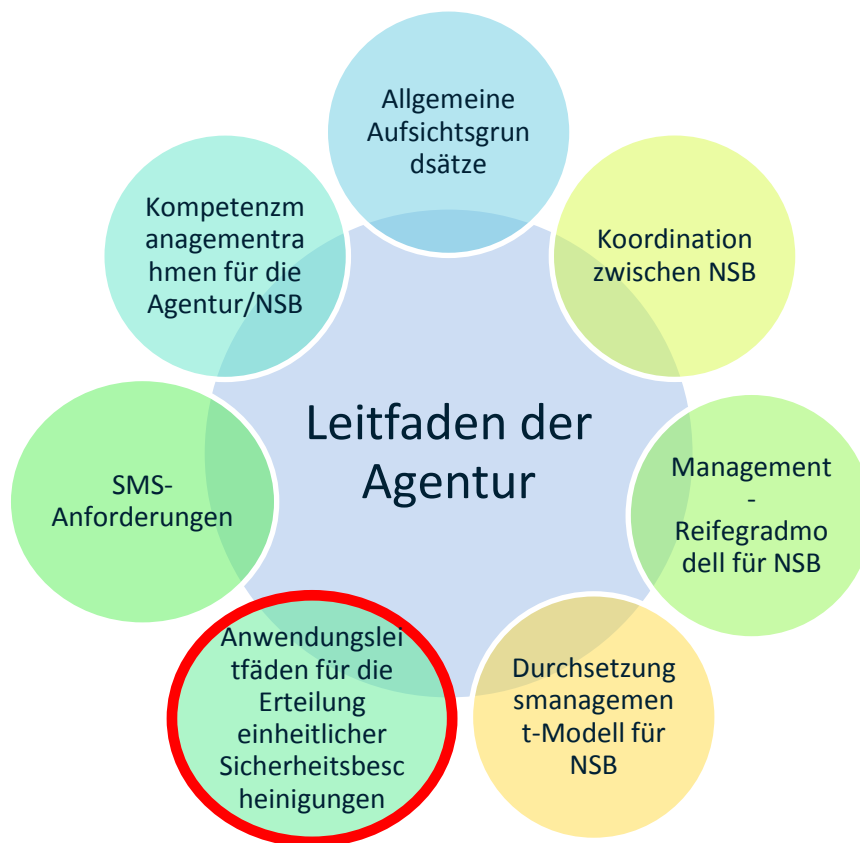 Allgemeine
Aufsichtsgrun
dsätze
Kompetenzm
anagementra
hmen für die
Agentur/NSB
Koordination
zwischen NSB
Leitfaden der
Agentur
SMS-
Anforderungen
Management
-
Reifegradmo
dell für NSB
Anwendungslei
tfäden für die
Erteilung
einheitlicher
Sicherheitsbesc
heinigungen
Durchsetzung
smanagemen
t-Modell für
NSB